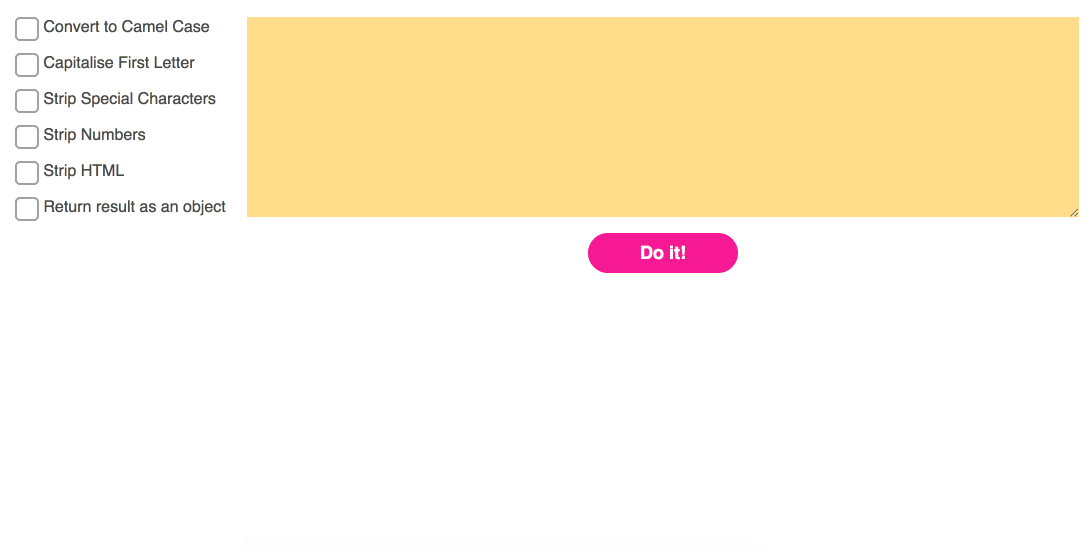 Convert to Camel Case
Capitalise First Letter
Strip Special Characters
Strip Numbers
Strip HTML
Return result as an object
Do it!